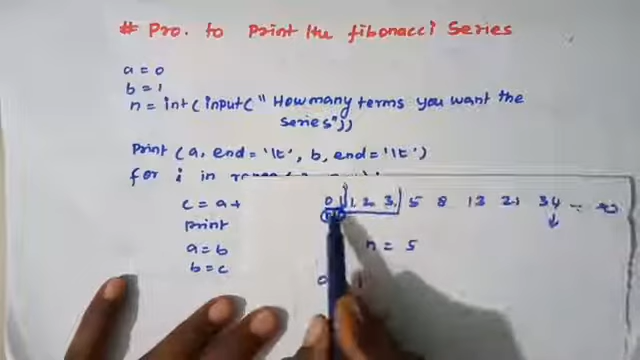 # Pro. to Print the fibonacci Series
a = 0
b = 1
n = int(input("How many terms you want the
series"))
Print(a, end='\t', b, end='\t')
for i in
c = a+
Print
a = b
b = c
0 1 1 2 3 5 8 13 21 34
n = 5
0